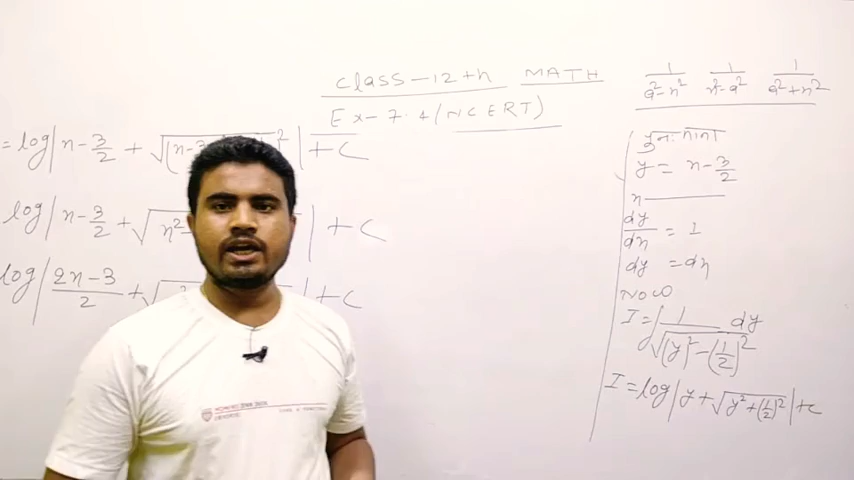 Class-12th MATH
Ex-7.4(NCERT)
1/(a²-x²) 1/(x²-a²) 1/(a²+x²)
= log|x-3/2 + √((x-3
²| + C
log|x-3/2 + √(x²-
| + C
log|(2x-3)/2 + √
| + C
पुनः माना
y = x-3/2
x
dy/dx = 1
dy = dx
Now
I = ∫ 1/√((y)²-(1/2)²) dy
I = log|y+√(y²+(1/2)²)|+c